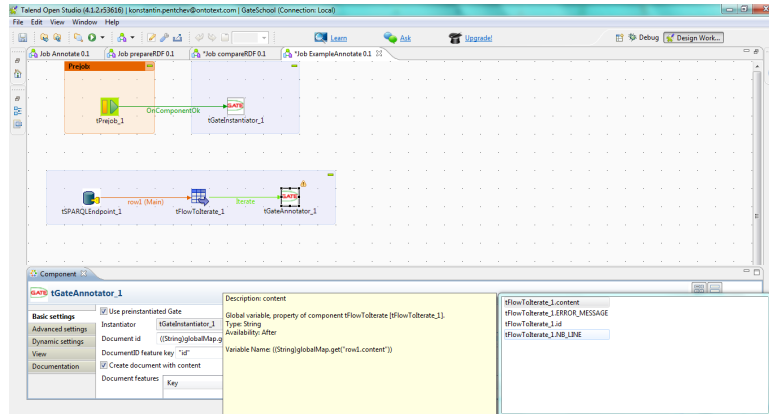 Talend Open Studio (4.1.2.r53616) | konstantin.pentchev@ontotext.com | GateSchool (Connection: Local)
File Edit View Window Help
Learn Ask Upgrade! Debug Design Work...
Job Annotate 0.1 Job prepareRDF 0.1 *Job compareRDF 0.1 *Job ExampleAnnotate 0.1
Prejob
GATE
OnComponentOk
tPrejob_1 tGateInstantiator_1
GATE
row1 (Main) Iterate
tSPARQLEndpoint_1 tFlowToIterate_1 tGateAnnotator_1
Component
GATE tGateAnnotator_1
Basic settings
Advanced settings
Dynamic settings
View
Documentation
Use preinstantiated Gate
Instantiator tGateInstantiator_1
Document id ((String)globalMap.g
DocumentID feature key "id"
Create document with content
Document features Key
Description: content
Global variable, property of component tFlowToIterate [tFlowToIterate_1].
Type: String
Availability: After
Variable Name: ((String)globalMap.get("row1.content"))
tFlowToIterate_1.content
tFlowToIterate_1.ERROR_MESSAGE
tFlowToIterate_1.id
tFlowToIterate_1.NB_LINE